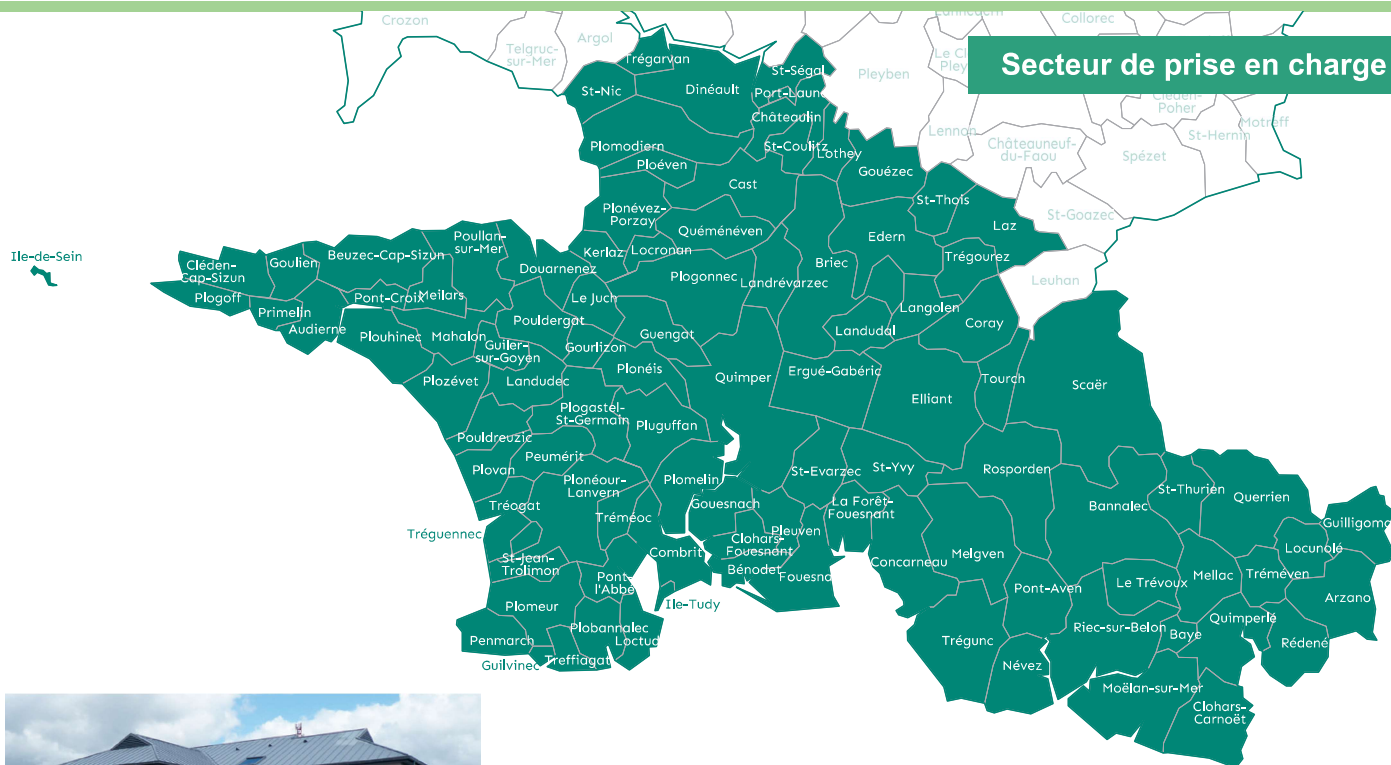 Crozon
Argol
Telgruc-
sur-Mer
Collorec
Secteur de prise en charge
Trégarvan
St-Ségal
Pleyben
St-Nic
Dinéault
Cléden-
Poher
Châteaulin
Motreff
St-Hernin
Lennon
Plomodiern
St-Coulitz
Lothey
Châteauneuf-
du-Faou
Spézet
Ploéven
Gouézec
Cast
St-Thois
Plonévez-
Porzay
St-Goazec
Laz
Quéménéven
Edern
Poullan-
sur-Mer
Beuzec-Cap-Sizun
Kerlaz
Locronan
Ile-de-Sein
Goulien
Cléden-
Cap-Sizun
Douarnenez
Plogonnec
Landrévarzec
Briec
Trégourez
Leuhan
Plogoff
Pont-Croix
Meilars
Le Juch
Primelin
Langolen
Audierne
Pouldergat
Coray
Plouhinec
Mahalon
Guengat
Landudal
Guiler-
sur-Goyen
Gourlizon
Plonéis
Quimper
Ergué-Gabéric
Plozévet
Landudec
Tourch
Scaër
Elliant
Plogastel-
St-Germain
Pluguffan
Pouldreuzic
Peumérit
Plovan
Plonéour-
Lanvern
Plomelin
St-Evarzec
St-Yvy
Rosporden
St-Thurien
Querrien
Tréogat
Tréméoc
Gouesnach
La Forêt-
Fouesnant
Bannalec
Tréguennec
Pleuven
Clohars-
Fouesnant
Locunolé
St-Jean-
Trolimon
Combrit
Bénodet
Concarneau
Melgven
Pont-
l'Abbé
Pont-Aven
Le Trévoux
Mellac
Tréméven
Arzano
Plomeur
Ile-Tudy
Quimperlé
Plobannalec
Riec-sur-Belon
Baye
Penmarch
Trégunc
Rédené
Guilvinec
Treffiagat
Névez
Moëlan-sur-Mer
Clohars-
Carnoët